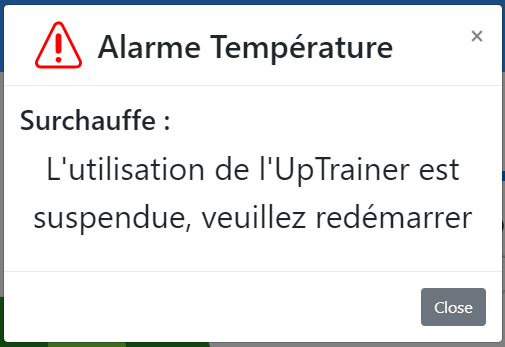 Alarme Température
×
Surchauffe :
L'utilisation de l'UpTrainer est
suspendue, veuillez redémarrer
Close